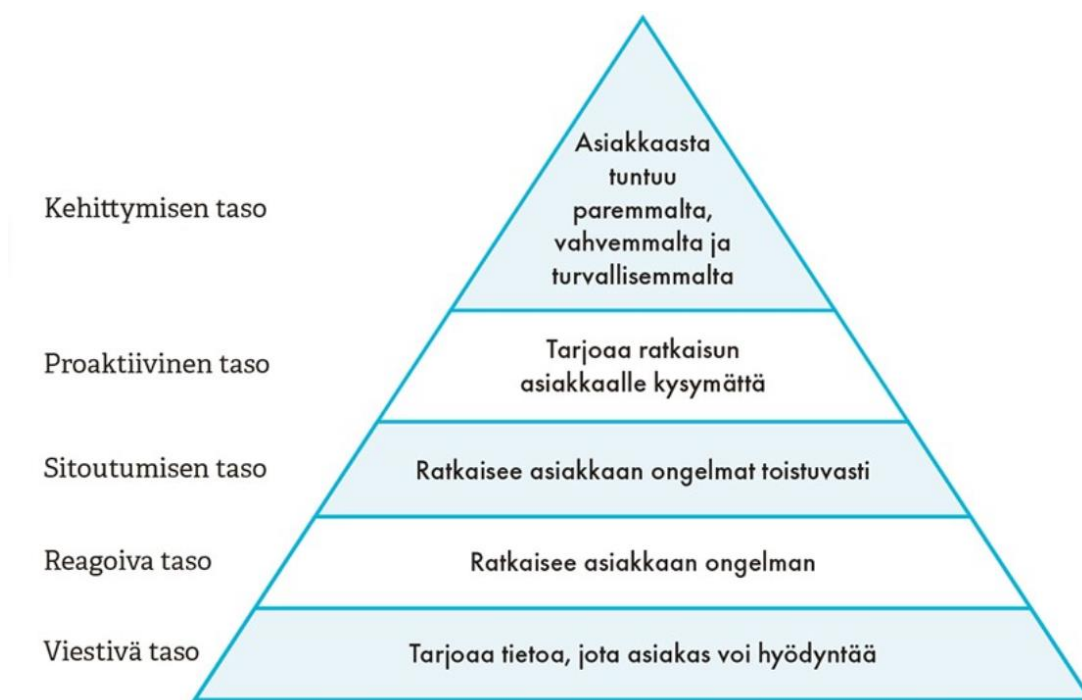 Kehittymisen taso
Asiakkaasta
tuntuu
paremmalta,
vahvemmalta ja
turvallisemmalta
Proaktiivinen taso
Tarjoaa ratkaisun
asiakkaalle kysymättä
Sitoutumisen taso
Ratkaisee asiakkaan ongelmat toistuvasti
Reagoiva taso
Ratkaisee asiakkaan ongelman
Viestivä taso
Tarjoaa tietoa, jota asiakas voi hyödyntää